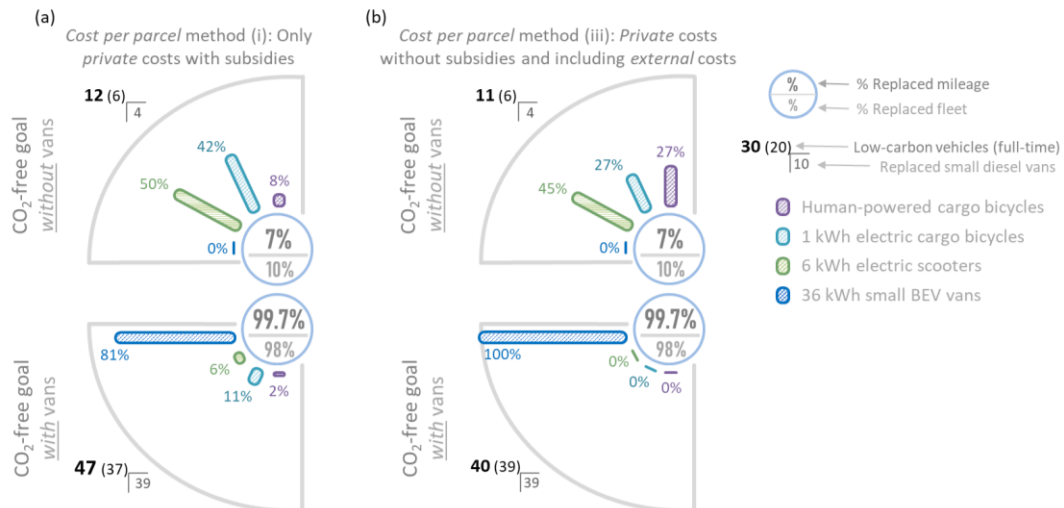 (a)
Cost per parcel method (i): Only
private costs with subsidies
12 (6)
4
CO2-free goal
without vans
50%
42%
8%
0%
7%
10%
99.7%
98%
81%
6%
11%
2%
CO2-free goal
with vans
47 (37)
39
(b)
Cost per parcel method (iii): Private costs
without subsidies and including external costs
11 (6)
4
CO2-free goal
without vans
45%
27%
27%
0%
7%
10%
99.7%
98%
100%
0%
0%
0%
CO2-free goal
with vans
40 (39)
39
%
% Replaced mileage
%
% Replaced fleet
30 (20)
Low-carbon vehicles (full-time)
10
Replaced small diesel vans
Human-powered cargo bicycles
1 kWh electric cargo bicycles
6 kWh electric scooters
36 kWh small BEV vans